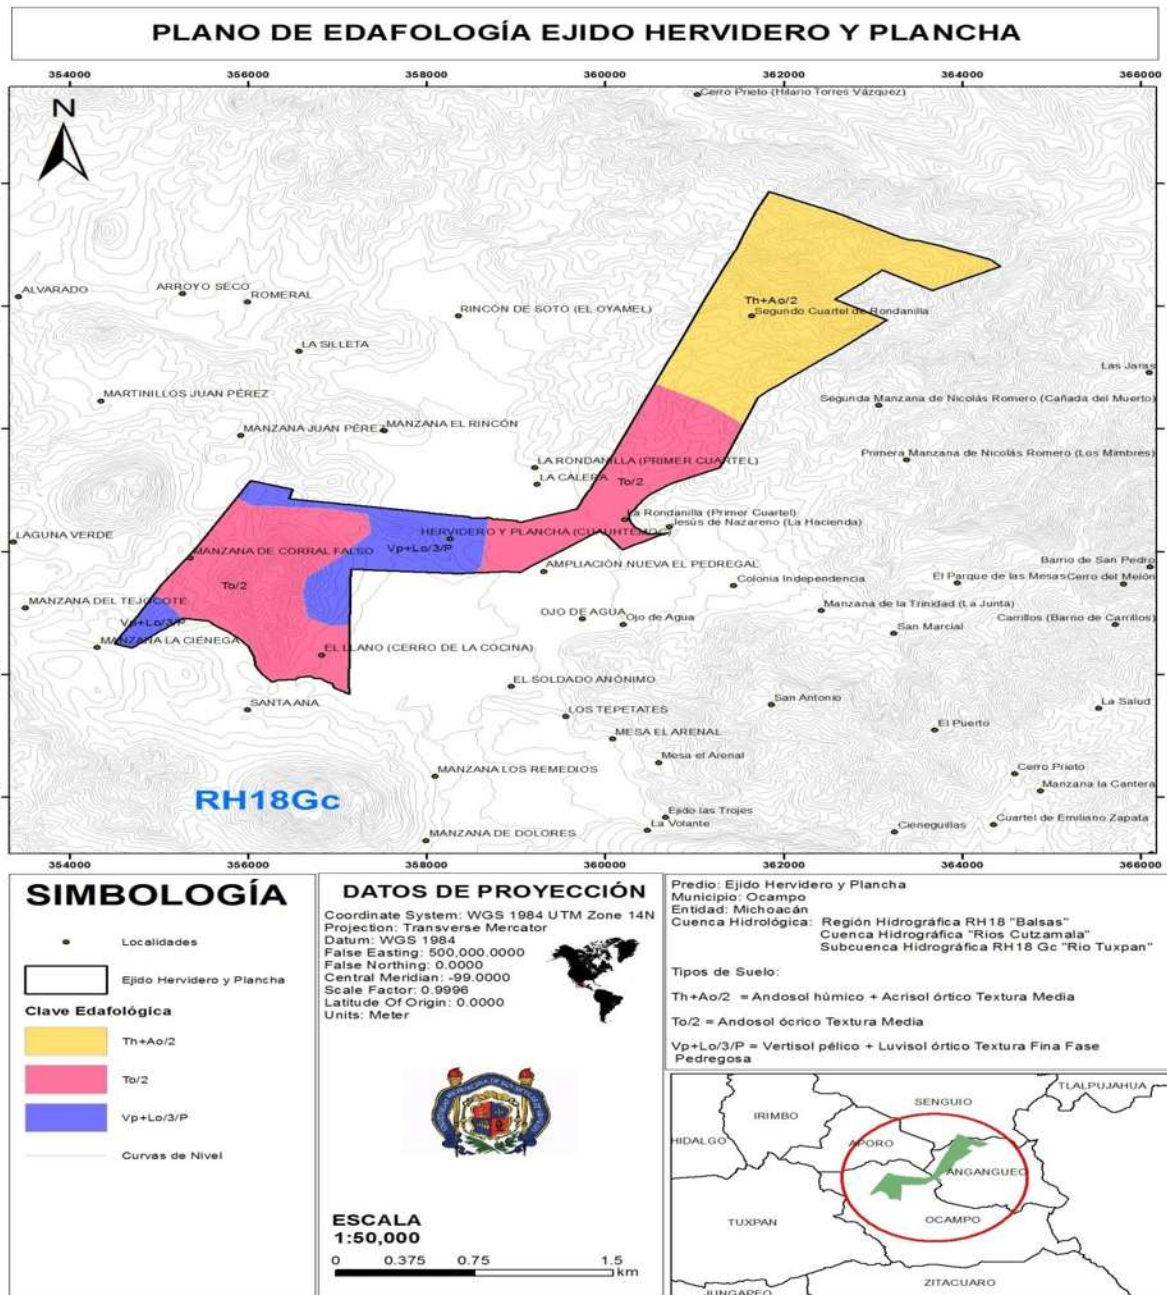 PLANO DE EDAFOLOGÍA EJIDO HERVIDERO Y PLANCHA
354000 356000 358000 360000 362000 364000 366000
N
Cerro Prieto (Hilario Torres Vázquez)
ALVARADO
ARROYO SECO
ROMERAL
RINCÓN DE SOTO (EL OYAMEL)
Th+Ao/2
Segundo Cuartel de Rondanilla
LA SILLETA
Las Jaras
MARTINILLOS JUAN PÉREZ
Segunda Manzana de Nicolás Romero (Cañada del Muerto)
MANZANA JUAN PÉREZ
MANZANA EL RINCÓN
Primera Manzana de Nicolás Romero (Los Mimbres)
LA RONDANILLA (PRIMER CUARTEL)
LA CALERA
To/2
La Rondanilla (Primer Cuartel)
Jesús de Nazareno (La Hacienda)
LAGUNA VERDE
HERVIDERO Y PLANCHA (CUAUHTEMOC)
MANZANA DE CORRAL FALSO
Vp+Lo/3/P
Barrio de San Pedro
AMPLIACIÓN NUEVA EL PEDREGAL
To/2
Colonia Independencia
El Parque de las Mesas
Cerro del Melón
MANZANA DEL TEJOCOTE
Vp+Lo/3/P
OJO DE AGUA
Ojo de Agua
Manzana de la Trinidad (La Junta)
San Marcial
Carrillos (Barrio de Carrillos)
MANZANA LA CIÉNEGA
EL LLANO (CERRO DE LA COCINA)
EL SOLDADO ANÓNIMO
SANTA ANA
San Antonio
La Salud
LOS TEPETATES
El Puerto
MESA EL ARENAL
Mesa el Arenal
MANZANA LOS REMEDIOS
Cerro Prieto
Manzana la Cantera
RH18Gc
Ejido las Trojes
La Volante
Cuartel de Emiliano Zapata
Cieneguillas
MANZANA DE DOLORES
354000 356000 358000 360000 362000 364000 366000
SIMBOLOGÍA
Localidades
Ejido Hervidero y Plancha
Clave Edafológica
Th+Ao/2
To/2
Vp+Lo/3/P
Curvas de Nivel
DATOS DE PROYECCIÓN
Coordinate System: WGS 1984 UTM Zone 14N
Projection: Transverse Mercator
Datum: WGS 1984
False Easting: 500,000.0000
False Northing: 0.0000
Central Meridian: -99.0000
Scale Factor: 0.9996
Latitude Of Origin: 0.0000
Units: Meter
ESCALA
1:50,000
0 0.375 0.75 1.5
km
Predio: Ejido Hervidero y Plancha
Municipio: Ocampo
Entidad: Michoacán
Cuenca Hidrológica: Región Hidrográfica RH18 "Balsas"
Cuenca Hidrográfica "Rios Cutzamala"
Subcuenca Hidrográfica RH18 Gc "Rio Tuxpan"
Tipos de Suelo:
Th+Ao/2 = Andosol húmico + Acrisol órtico Textura Media
To/2 = Andosol ócrico Textura Media
Vp+Lo/3/P = Vertisol pélico + Luvisol órtico Textura Fina Fase
Pedregosa
TLALPUJAHUA
SENGUIO
IRIMBO
HIDALGO
APORO
ANGANGUEO
TUXPAN
OCAMPO
ZITACUARO
JUNGAPEO